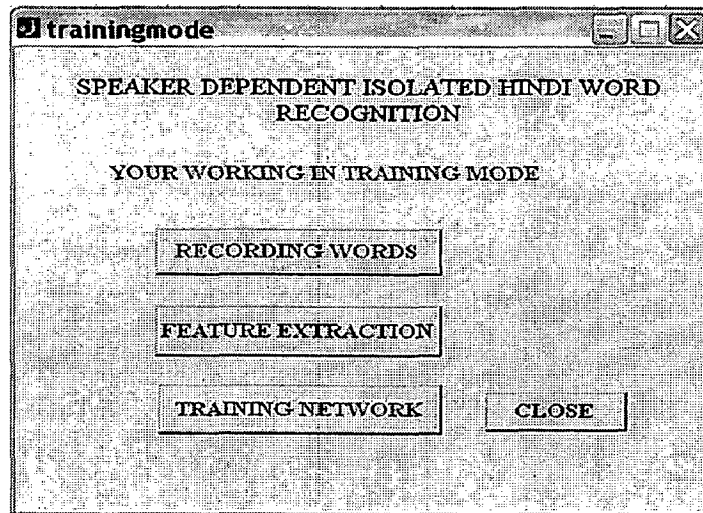 trainingmode
SPEAKER DEPENDENT ISOLATED HINDI WORD
RECOGNITION
YOUR WORKING IN TRAINING MODE
RECORDING WORDS
FEATURE EXTRACTION
TRAINING NETWORK
CLOSE